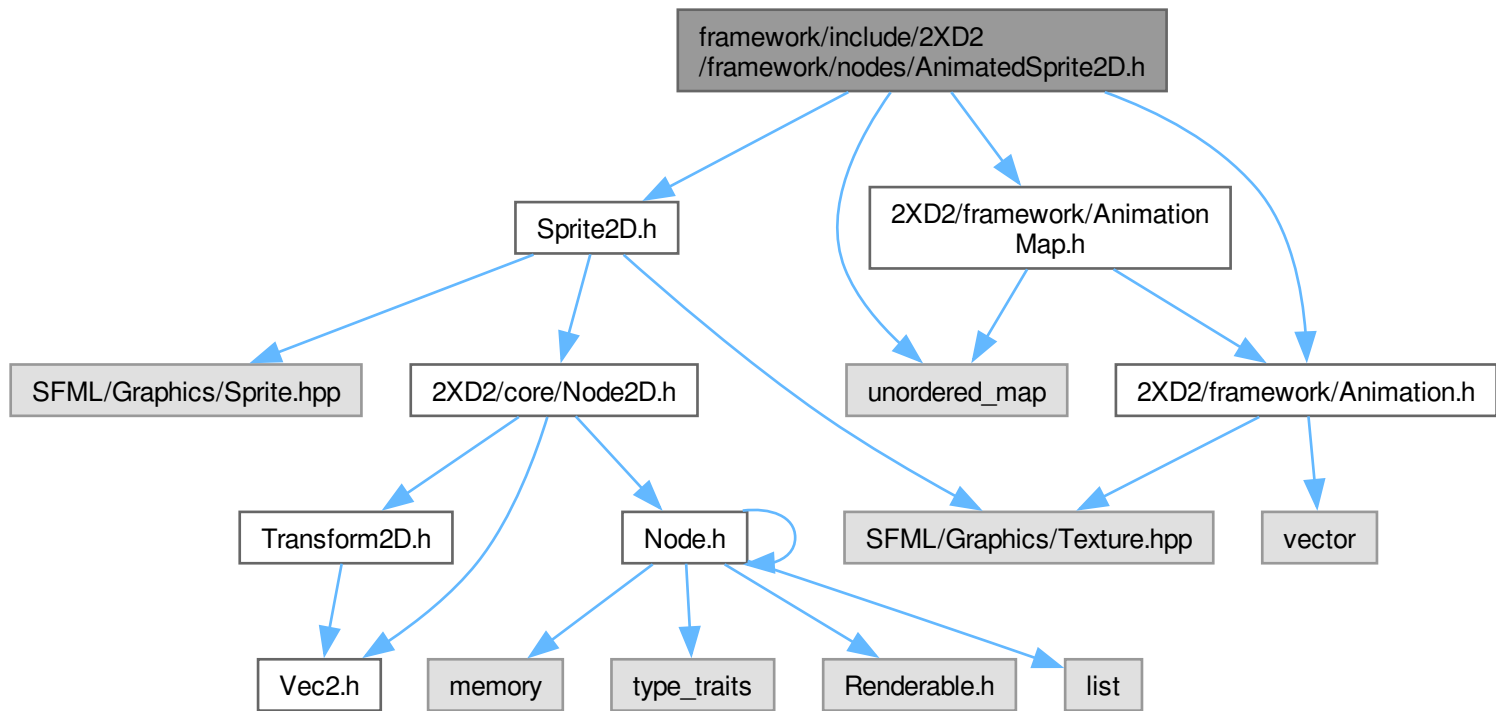 framework/include/2XD2
/framework/nodes/AnimatedSprite2D.h
Sprite2D.h
2XD2/framework/Animation
Map.h
SFML/Graphics/Sprite.hpp
2XD2/core/Node2D.h
unordered_map
2XD2/framework/Animation.h
Transform2D.h
Node.h
SFML/Graphics/Texture.hpp
vector
Vec2.h
memory
type_traits
Renderable.h
list